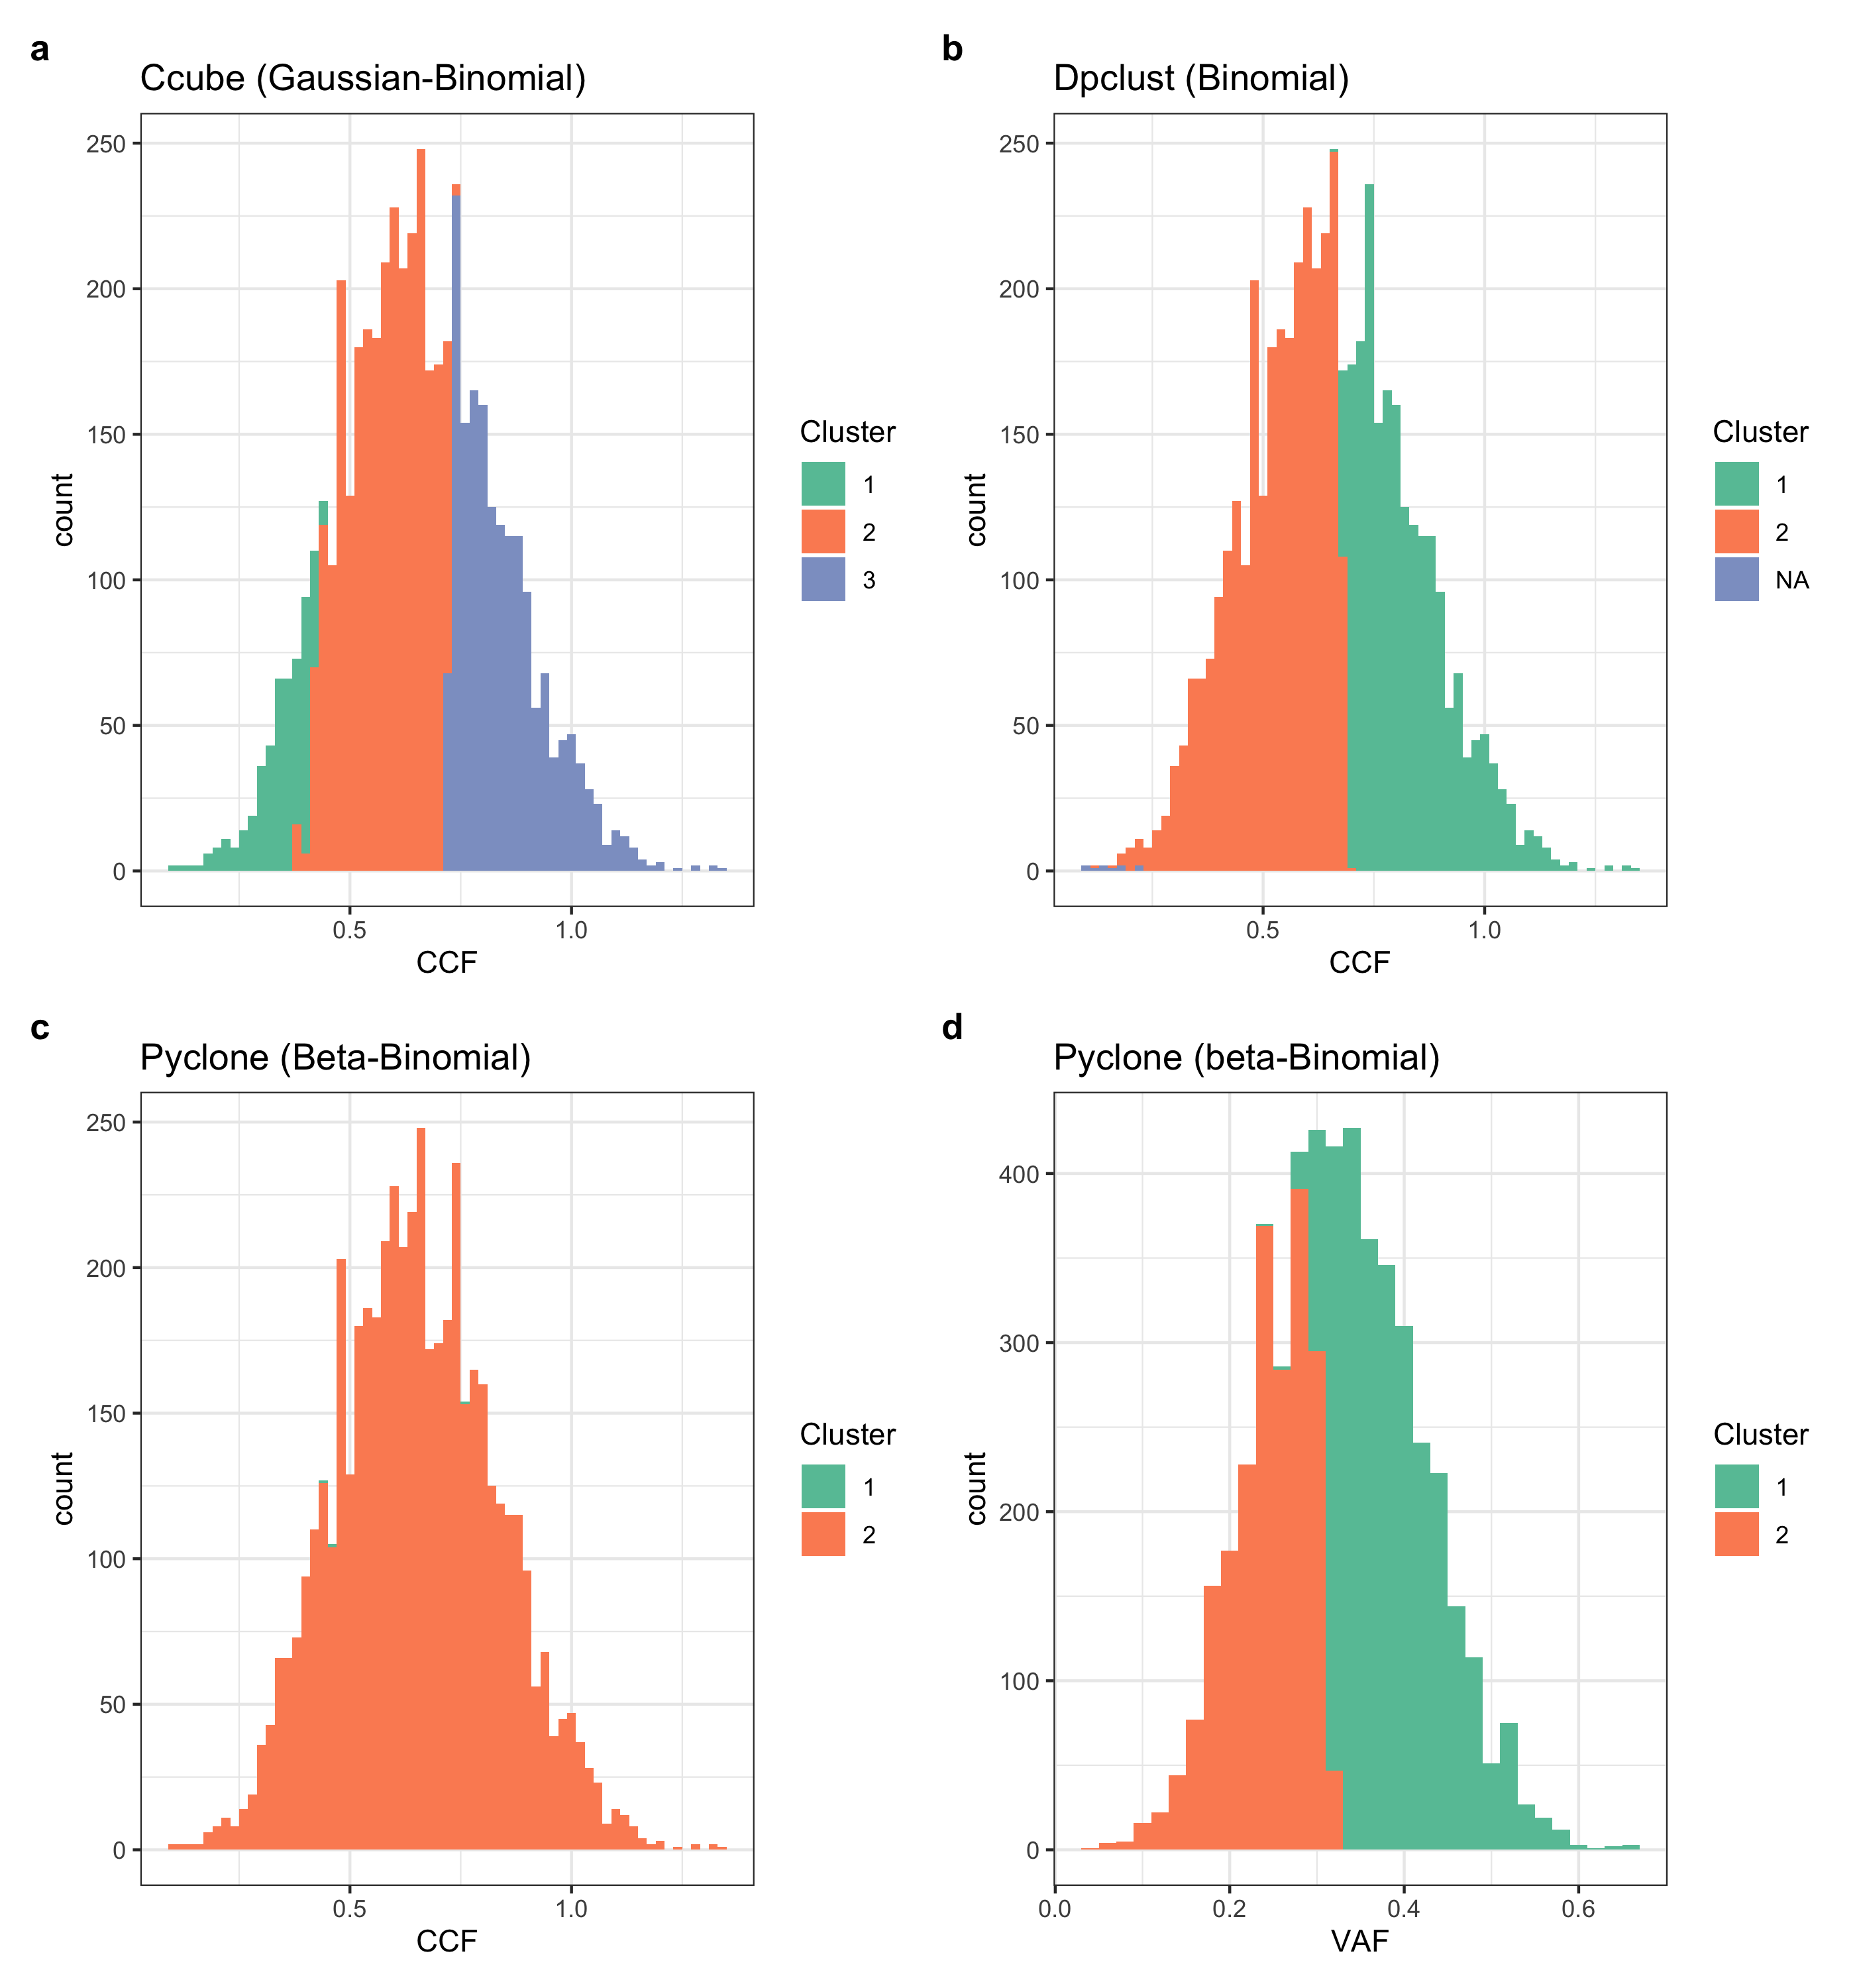 a
Ccube (Gaussian-Binomial)
250
200
150
100
50
0
count
0.5 1.0
CCF
Cluster
1
2
3
b
Dpclust (Binomial)
250
200
150
100
50
0
count
0.5 1.0
CCF
Cluster
1
2
NA
c
Pyclone (Beta-Binomial)
250
200
150
100
50
0
count
0.5 1.0
CCF
Cluster
1
2
d
Pyclone (beta-Binomial)
400
300
200
100
0
count
0.0 0.2 0.4 0.6
VAF
Cluster
1
2